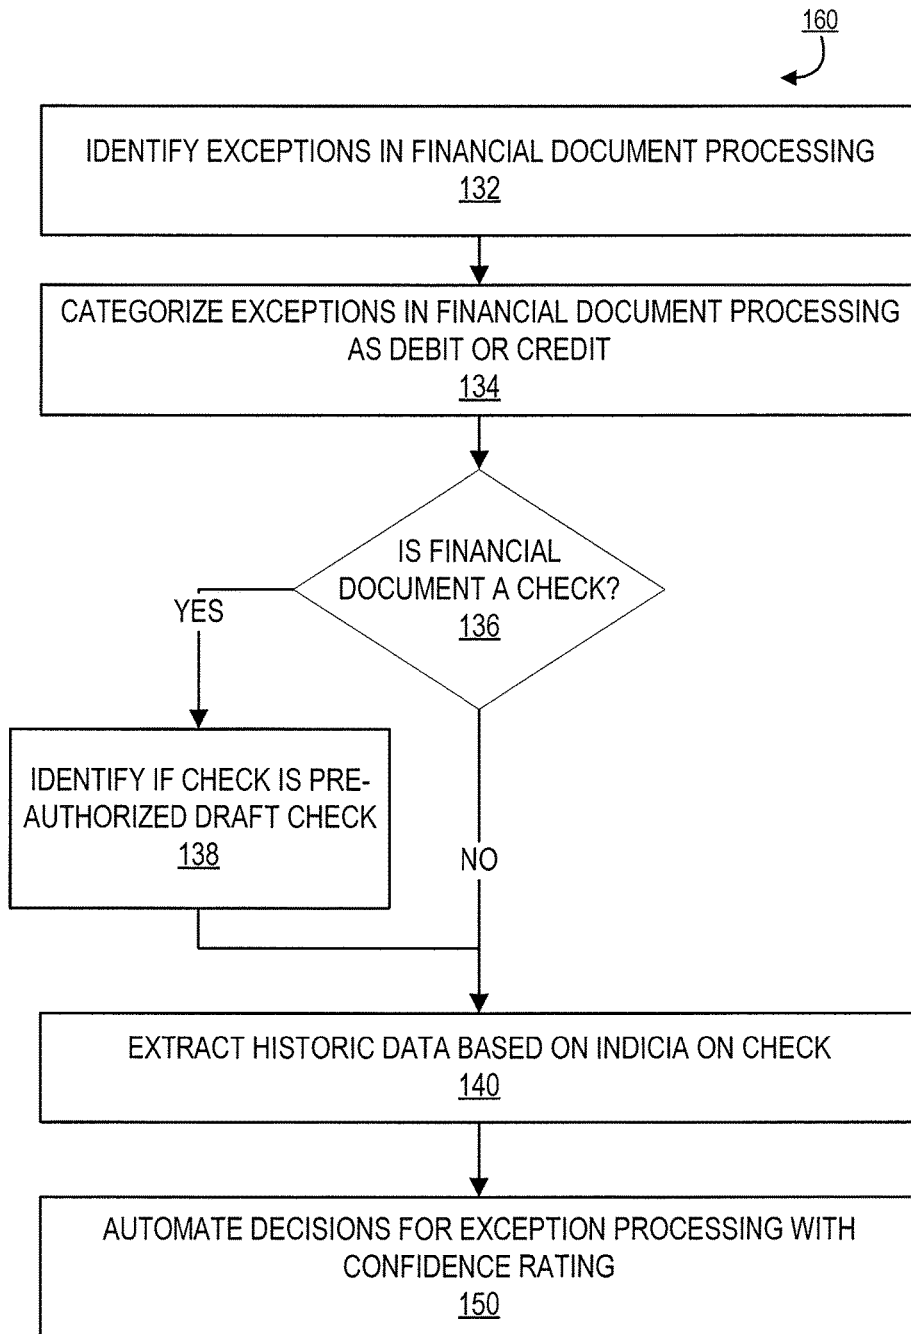 160
IDENTIFY EXCEPTIONS IN FINANCIAL DOCUMENT PROCESSING
132
CATEGORIZE EXCEPTIONS IN FINANCIAL DOCUMENT PROCESSING
AS DEBIT OR CREDIT
134
IS FINANCIAL
DOCUMENT A CHECK?
136
YES
IDENTIFY IF CHECK IS PRE-
AUTHORIZED DRAFT CHECK
138
NO
EXTRACT HISTORIC DATA BASED ON INDICIA ON CHECK
140
AUTOMATE DECISIONS FOR EXCEPTION PROCESSING WITH
CONFIDENCE RATING
150